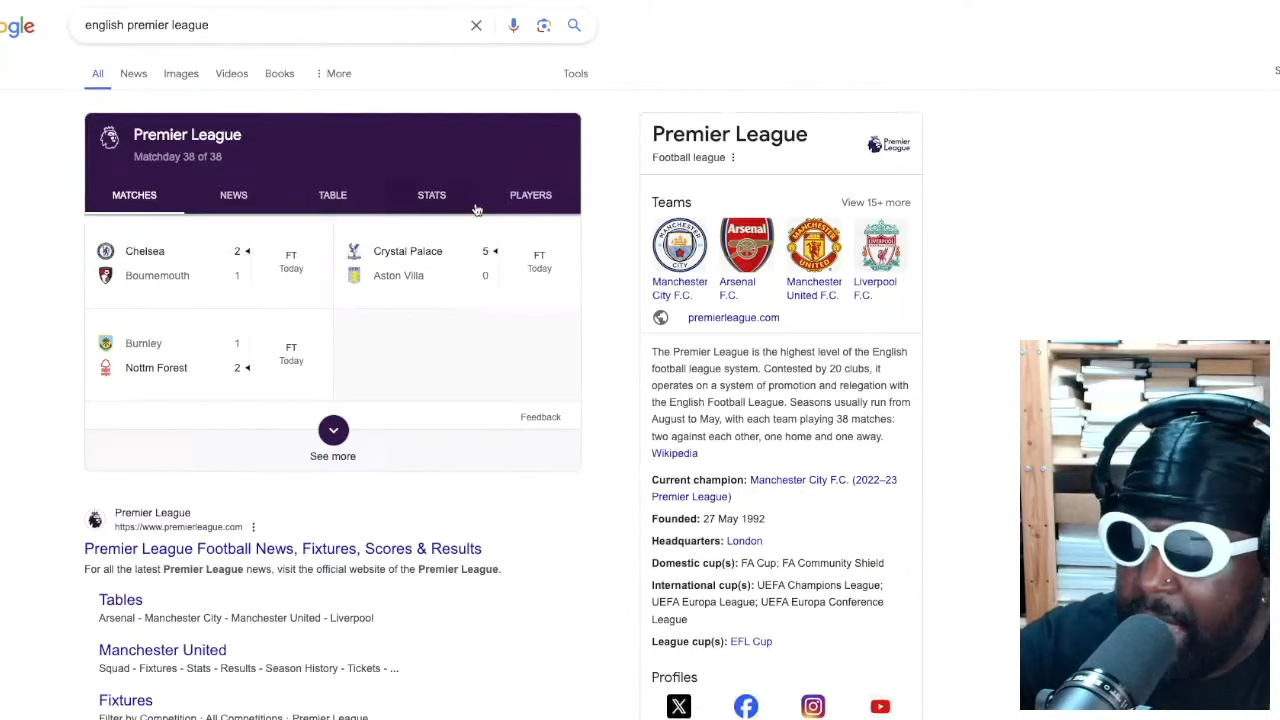 ogle
english premier league
All News Images Videos Books More Tools
Premier League
Matchday 38 of 38
MATCHES NEWS TABLE STATS PLAYERS
Chelsea 2
Bournemouth 1
FT
Today
Crystal Palace 5
Aston Villa 0
FT
Today
Burnley 1
Nottm Forest 2
FT
Today
Feedback
See more
Premier League
https://www.premierleague.com
Premier League Football News, Fixtures, Scores & Results
For all the latest Premier League news, visit the official website of the Premier League.
Tables
Arsenal - Manchester City - Manchester United - Liverpool
Manchester United
Squad - Fixtures - Stats - Results - Season History - Tickets - ...
Fixtures
Filter by Competition · All Competitions · Premier League
Premier League
Football league
Premier
League
Teams View 15+ more
Arsenal
Manchester City F.C.
Arsenal F.C.
Manchester United F.C.
Liverpool F.C.
premierleague.com
The Premier League is the highest level of the English
football league system. Contested by 20 clubs, it
operates on a system of promotion and relegation with
the English Football League. Seasons usually run from
August to May, with each team playing 38 matches:
two against each other, one home and one away.
Wikipedia
Current champion: Manchester City F.C. (2022–23
Premier League)
Founded: 27 May 1992
Headquarters: London
Domestic cup(s): FA Cup; FA Community Shield
International cup(s): UEFA Champions League;
UEFA Europa League; UEFA Europa Conference
League
League cup(s): EFL Cup
Profiles